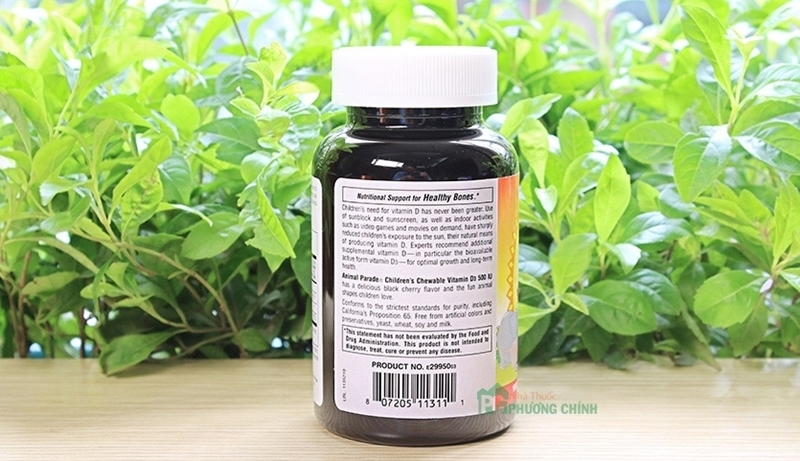 Nutritional Support for Healthy Bones.*
Children's need for vitamin D has never been greater. Use
of sunblock and sunscreen, as well as indoor activities
such as video games and movies on demand, have sharply
reduced children's exposure to the sun, their natural means
of producing vitamin D. Experts recommend additional
supplemental vitamin D—in particular the bioavailable
active form vitamin D3—for optimal growth and long-term
health.
Animal Parade® Children's Chewable Vitamin D3 500 IU
has a delicious black cherry flavor and the fun animal
shapes children love.
Conforms to the strictest standards for purity, including
California's Proposition 65. Free from artificial colors and
preservatives, yeast, wheat, soy and milk.
*This statement has not been evaluated by the Food and
Drug Administration. This product is not intended to
diagnose, treat, cure or prevent any disease.
PRODUCT NO.
8 07205 11311 1
Nhà Thuốc
PHƯƠNG CHÍNH